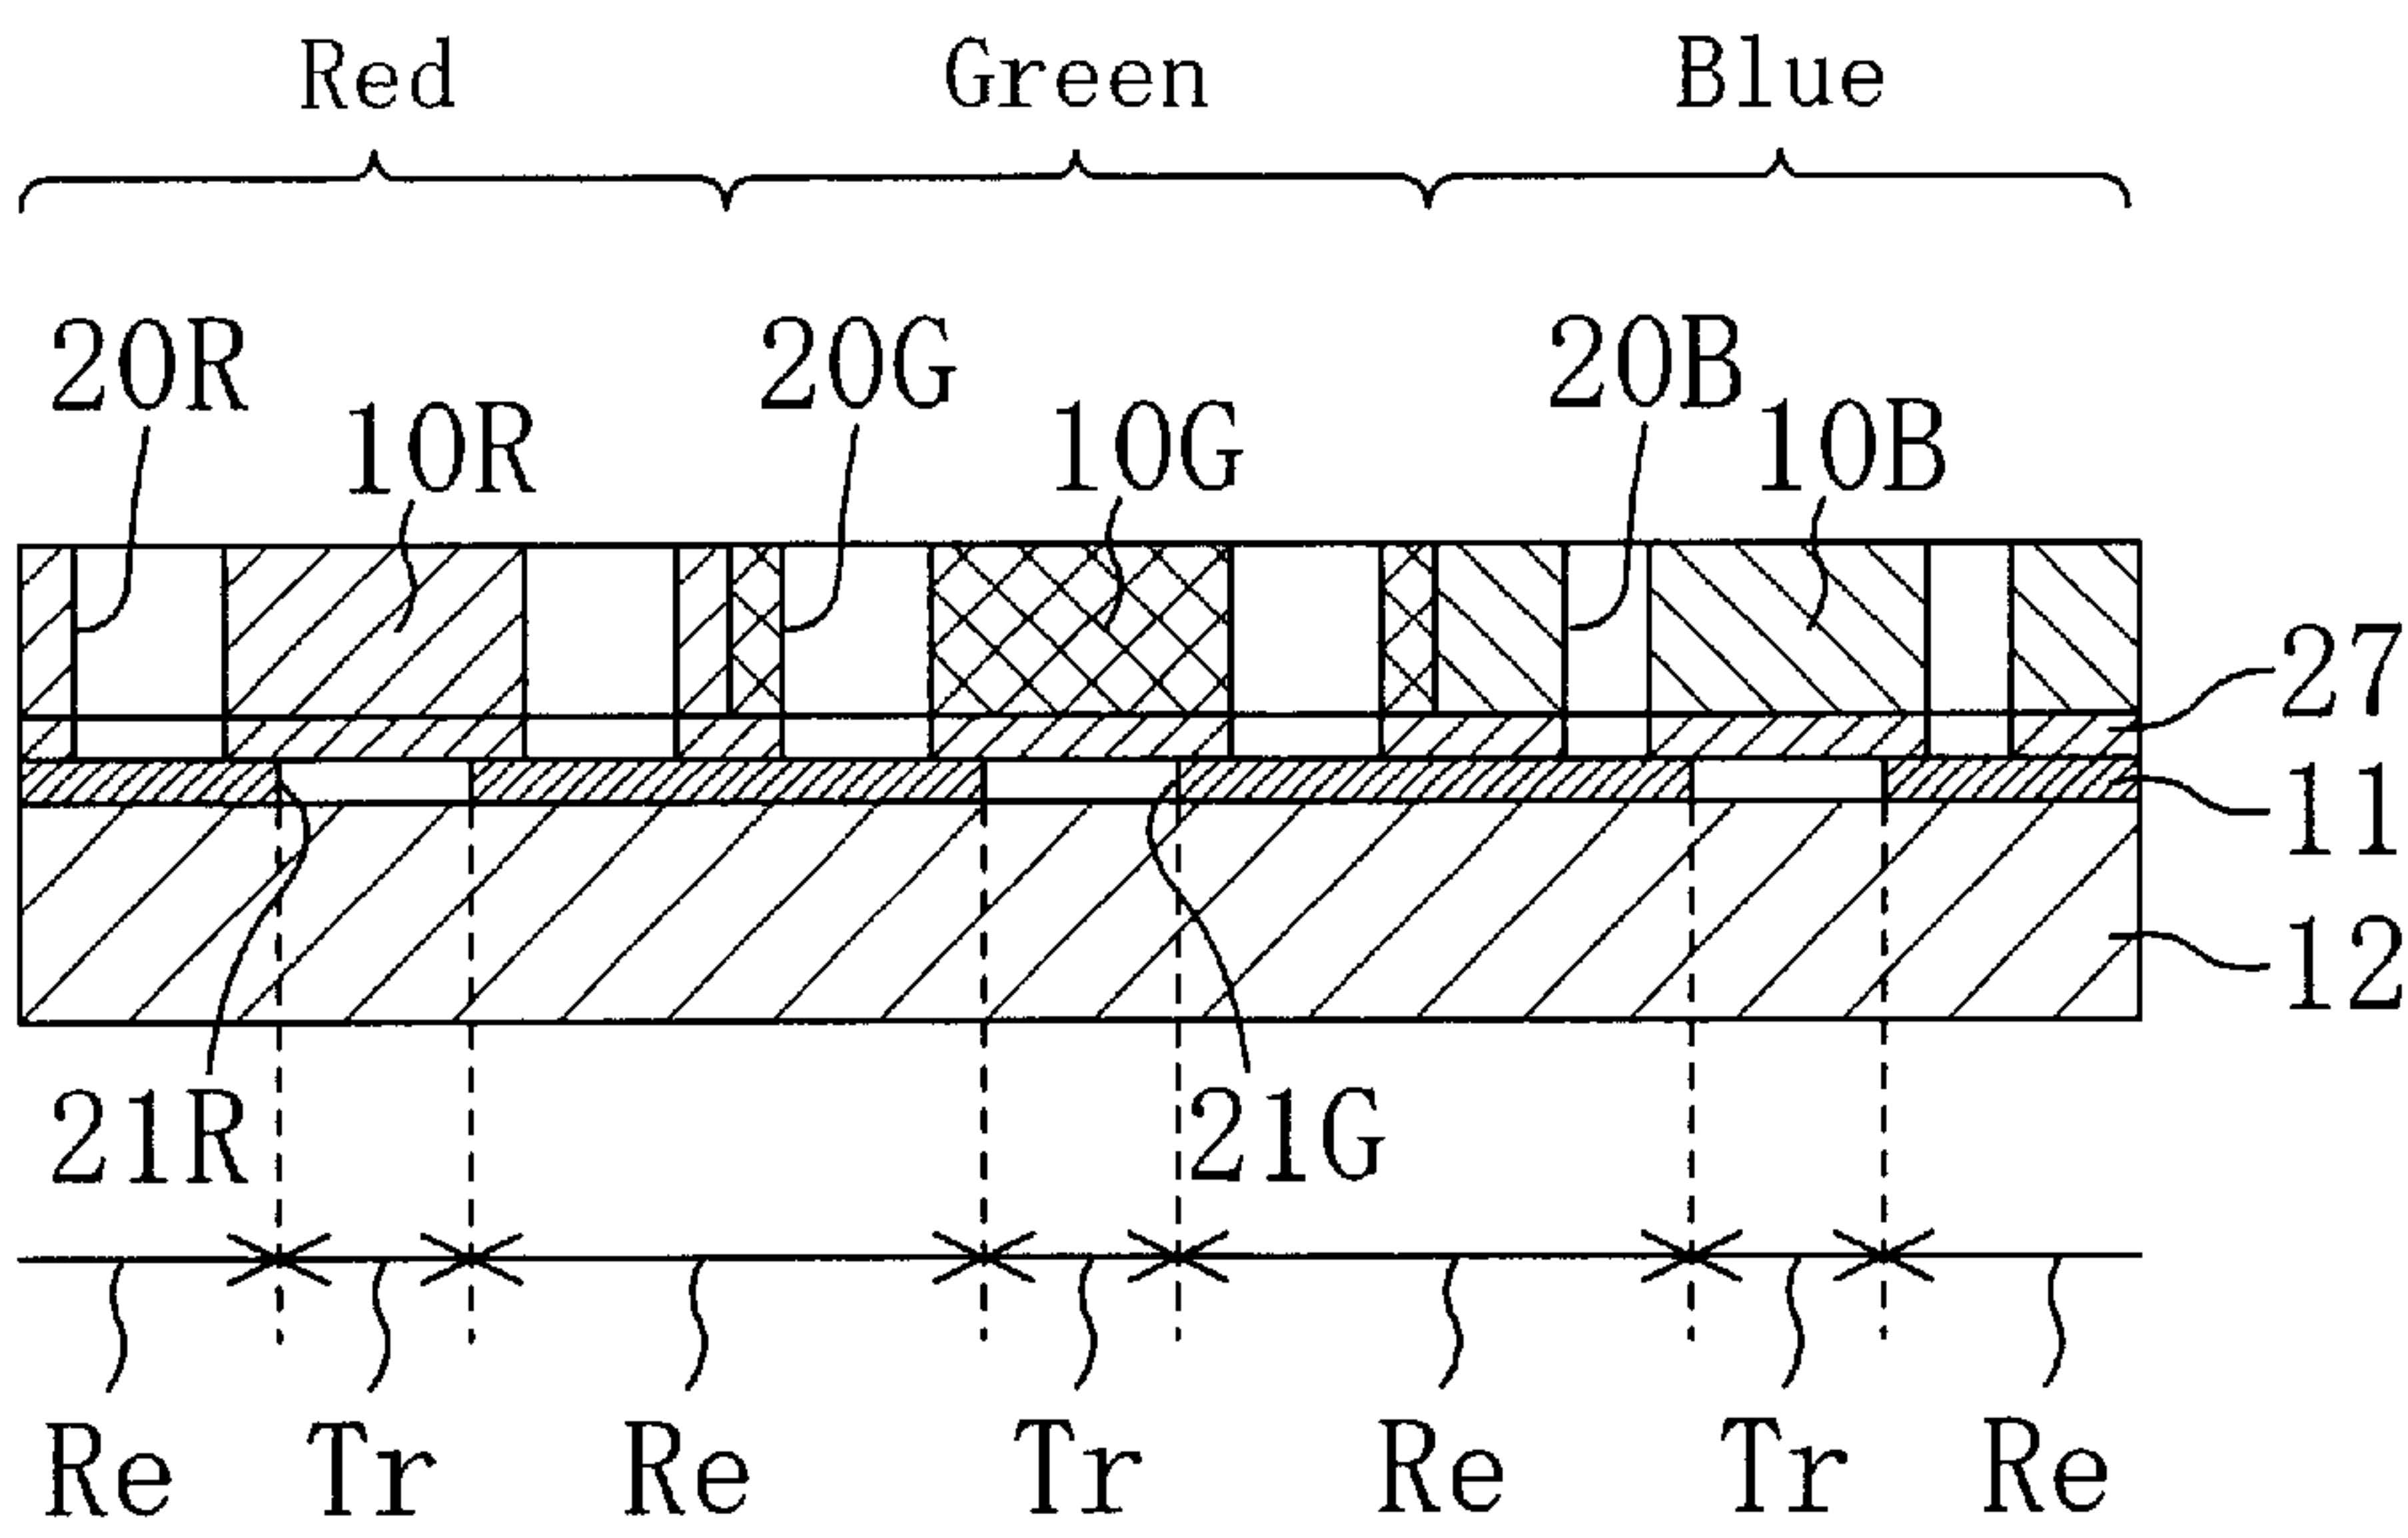 Red Green Blue
20R 20G 20B
10R 10G 10B
27
11
12
21R 21G
Re Tr Re Tr Re Tr Re